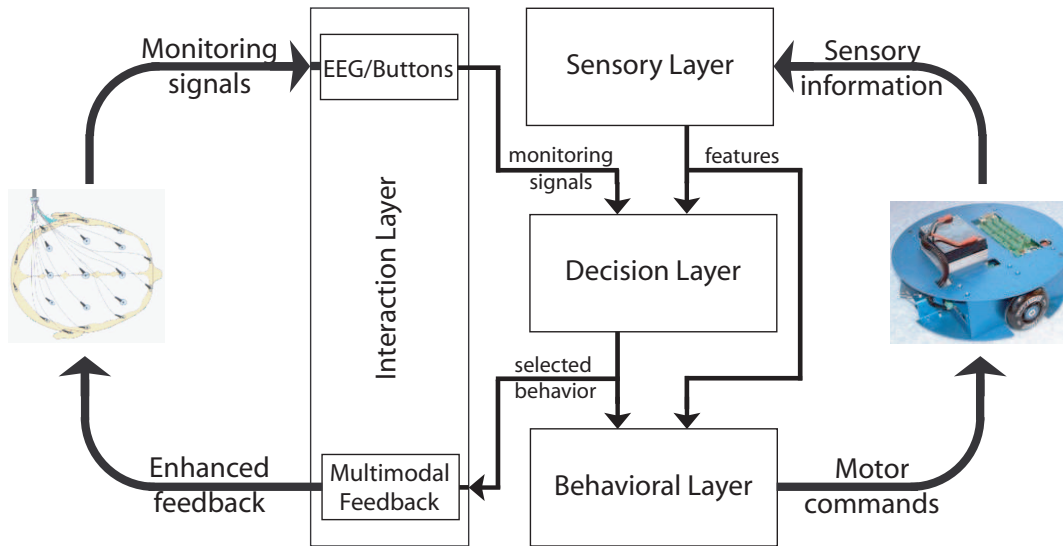 Monitoring
signals
EEG/Buttons
Sensory Layer
Sensory
information
monitoring
signals
features
Interaction Layer
Decision Layer
selected
behavior
Enhanced
feedback
Multimodal
Feedback
Behavioral Layer
Motor
commands